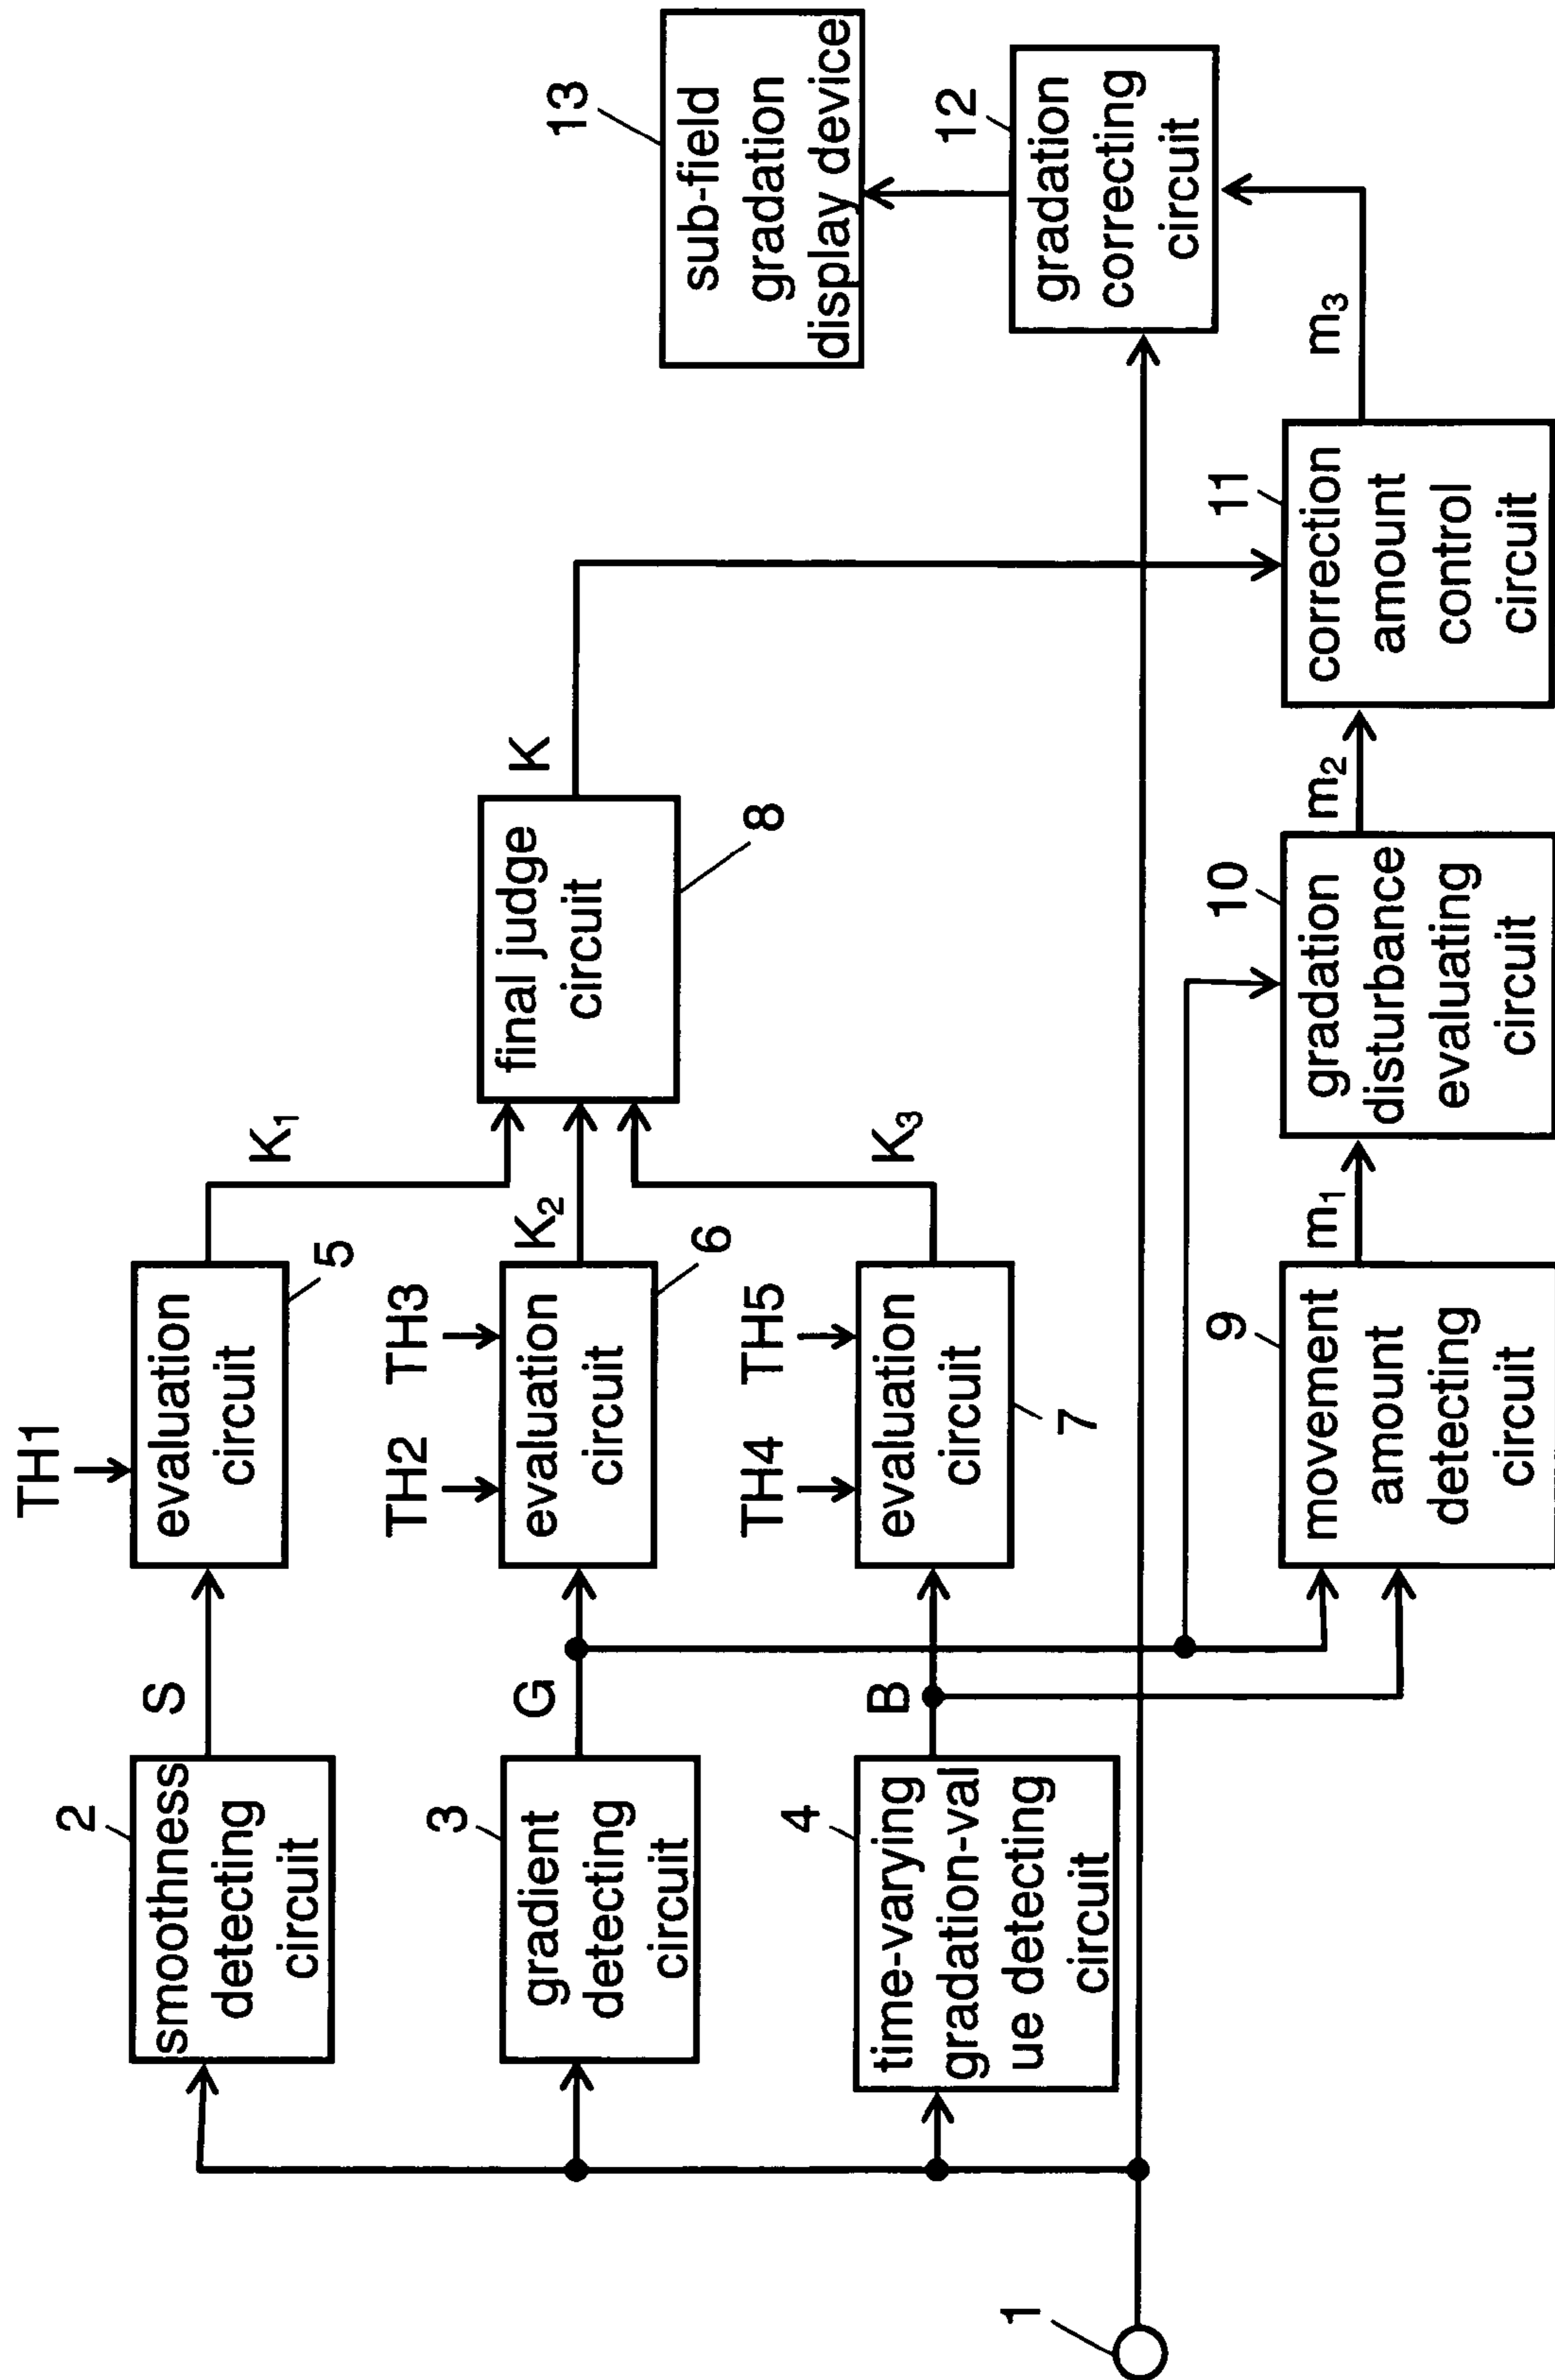 TH1
2
smoothness
detecting
circuit
S
evaluation
circuit
5
K1
TH2
TH3
3
gradient
detecting
circuit
G
evaluation
circuit
6
K2
final judge
circuit
8
K
TH4
TH5
4
time-varying
gradation-val
ue detecting
circuit
B
evaluation
circuit
7
K3
13
sub-field
gradation
display device
12
gradation
correcting
circuit
1
9
movement
amount
detecting
circuit
m1
10
gradation
disturbance
evaluating
circuit
m2
11
correction
amount
control
circuit
m3